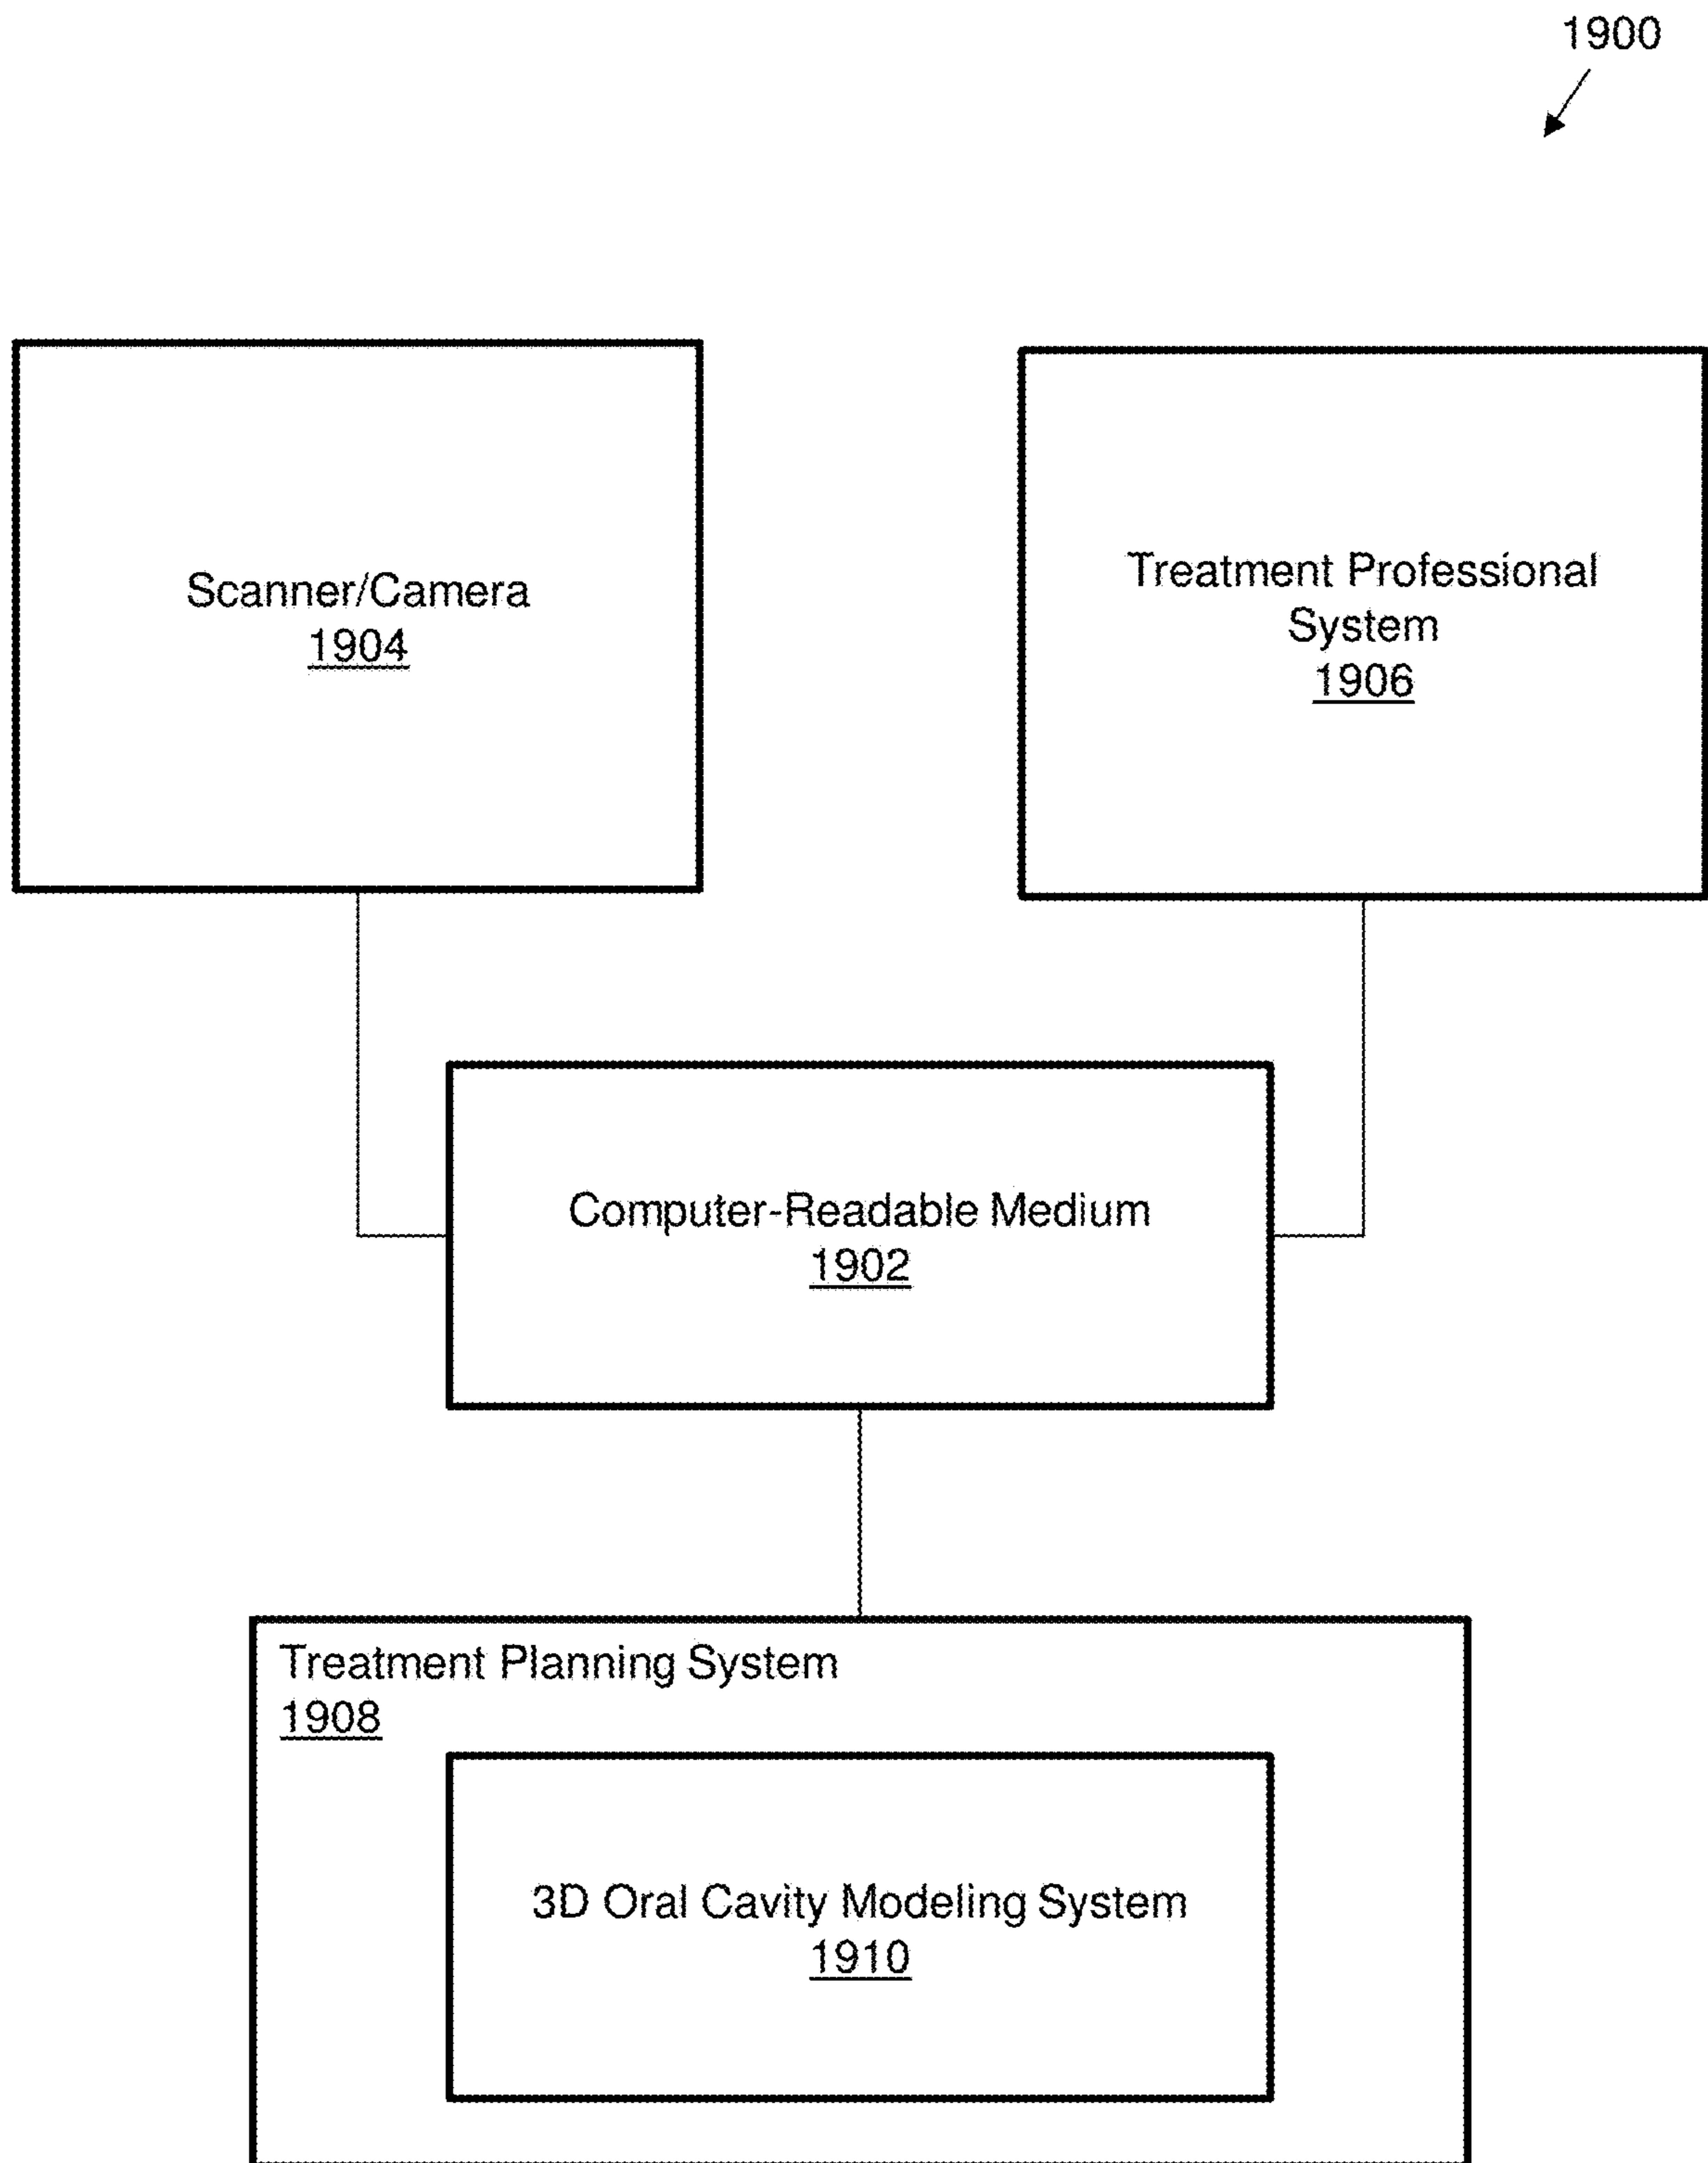 1900
Scanner/Camera
1904
Treatment Professional
System
1906
Computer-Readable Medium
1902
Treatment Planning System
1908
3D Oral Cavity Modeling System
1910